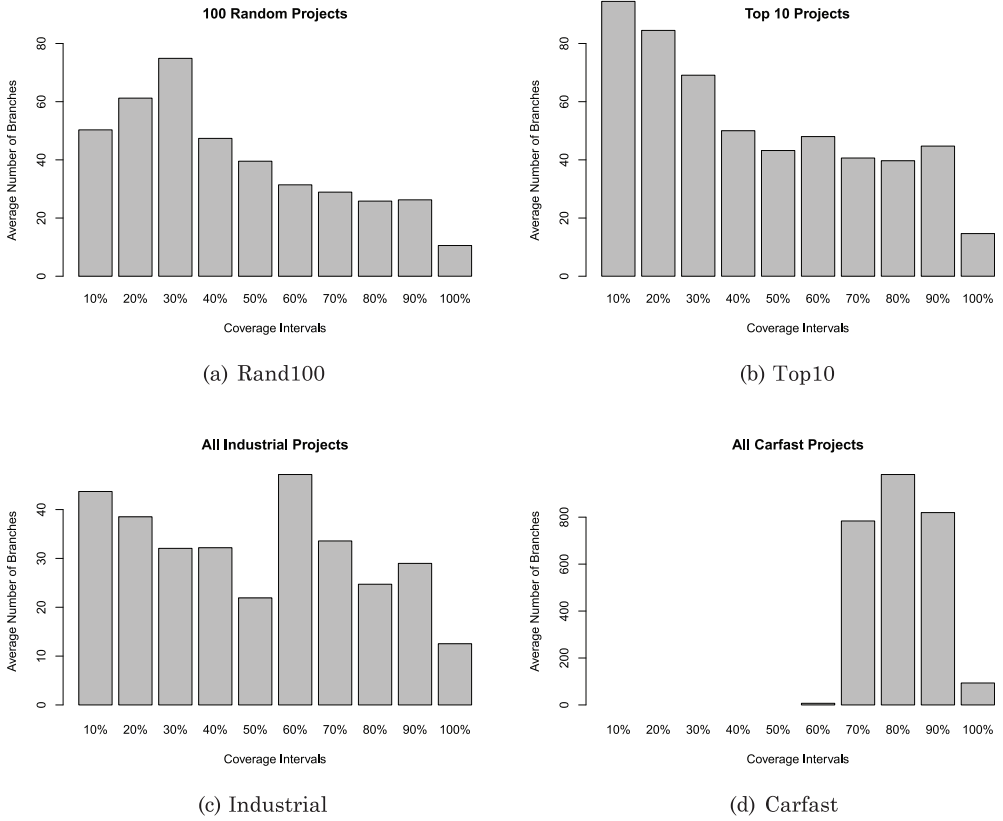 100 Random Projects
Average Number of Branches
0 20 40 60 80
10% 20% 30% 40% 50% 60% 70% 80% 90% 100%
Coverage Intervals
(a) Rand100
Top 10 Projects
Average Number of Branches
0 20 40 60 80
10% 20% 30% 40% 50% 60% 70% 80% 90% 100%
Coverage Intervals
(b) Top10
All Industrial Projects
Average Number of Branches
0 10 20 30 40
10% 20% 30% 40% 50% 60% 70% 80% 90% 100%
Coverage Intervals
(c) Industrial
All Carfast Projects
Average Number of Branches
0 200 400 600 800
10% 20% 30% 40% 50% 60% 70% 80% 90% 100%
Coverage Intervals
(d) Carfast